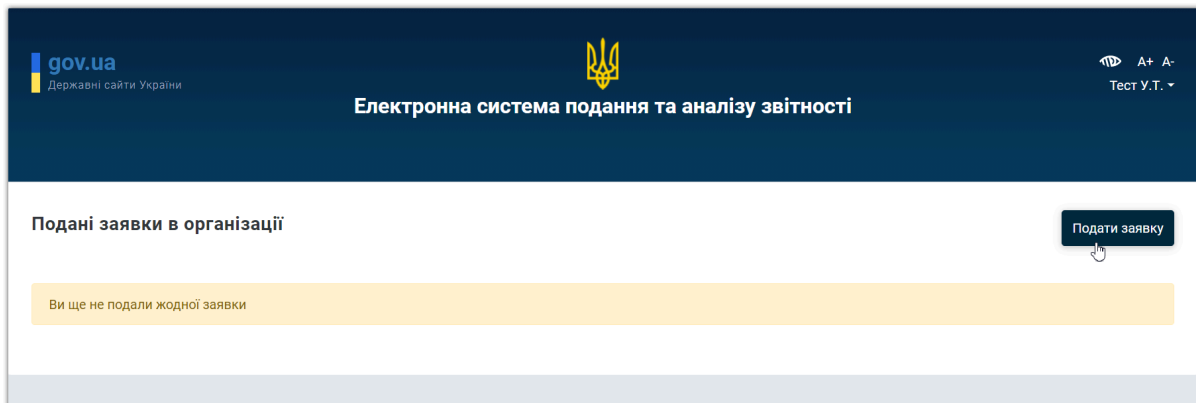 gov.ua
Державні сайти України
A+ A-
Тест У.Т.
Електронна система подання та аналізу звітності
Подані заявки в організації
Подати заявку
Ви ще не подали жодної заявки